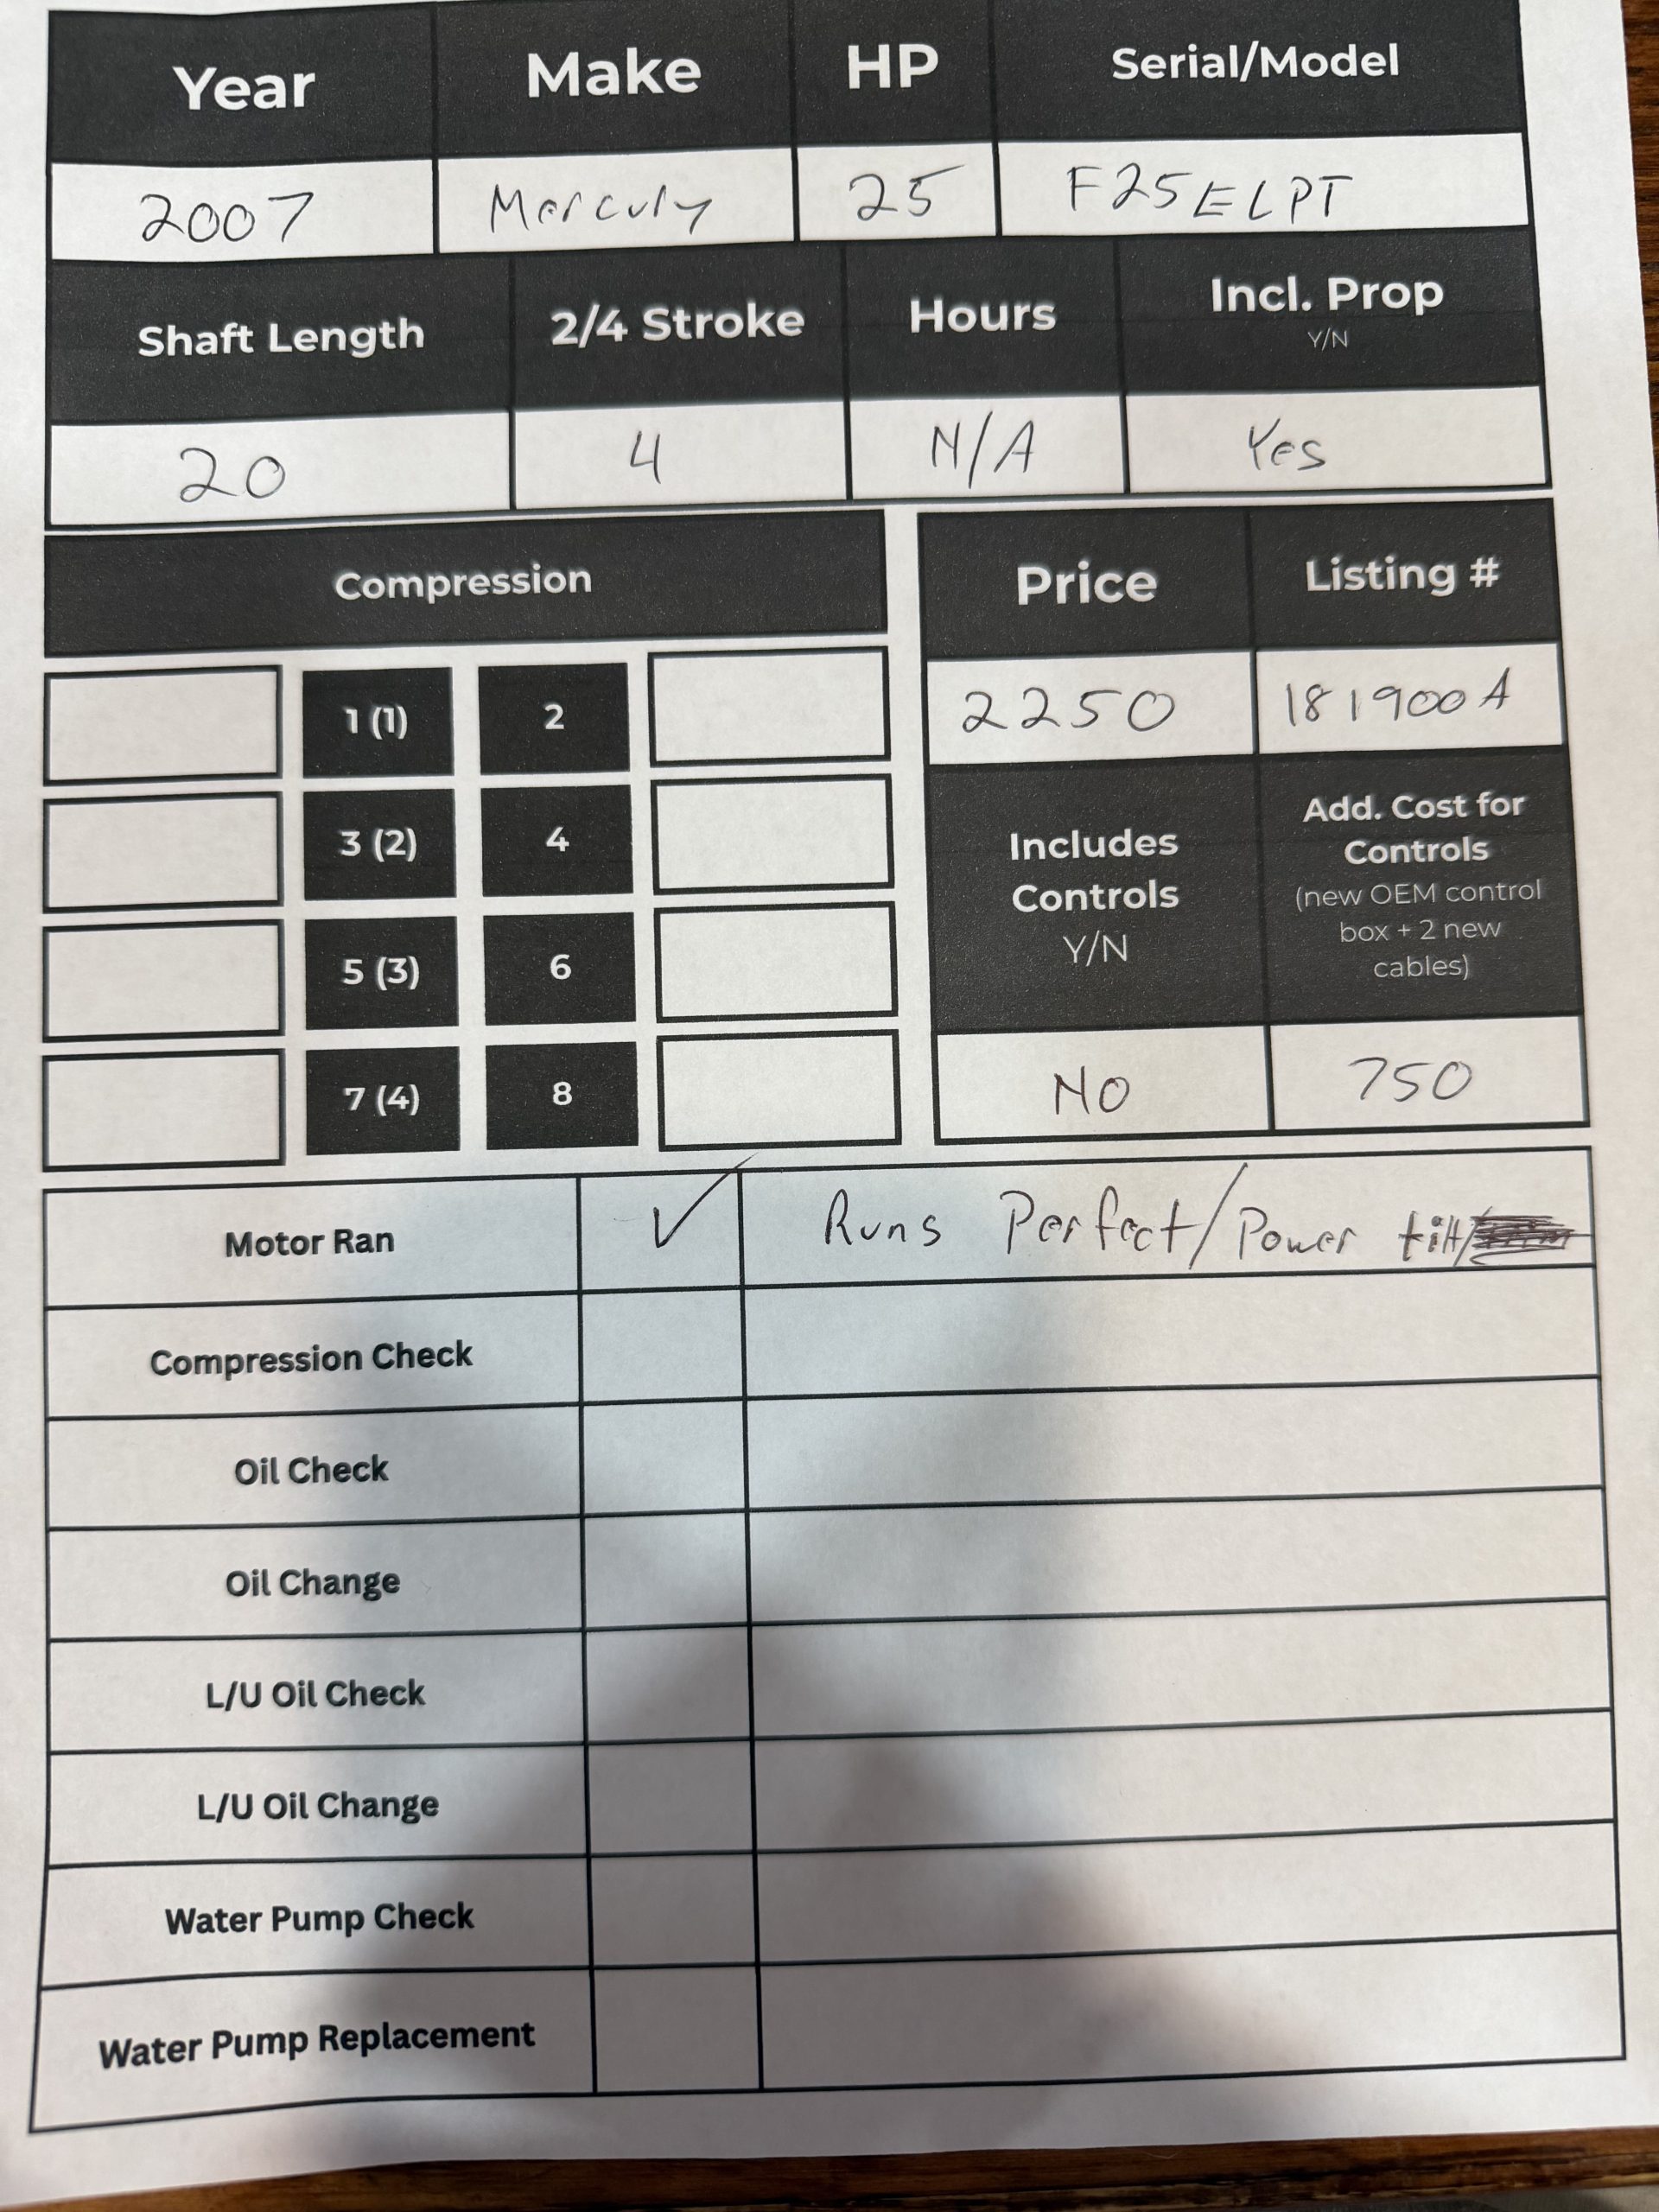 Year Make HP Serial/Model
2007 Mercury 25 F25ELPT
Shaft Length 2/4 Stroke Hours Incl. Prop
Y/N
20 4 N/A Yes
Compression
1 (1) 2
3 (2) 4
5 (3) 6
7 (4) 8
Price Listing #
2250 181900A
Includes
Controls
Y/N
Add. Cost for
Controls
(new OEM control
box + 2 new
cables)
NO 750
Motor Ran ✓ Runs Perfect/Power tilt/
Compression Check
Oil Check
Oil Change
L/U Oil Check
L/U Oil Change
Water Pump Check
Water Pump Replacement